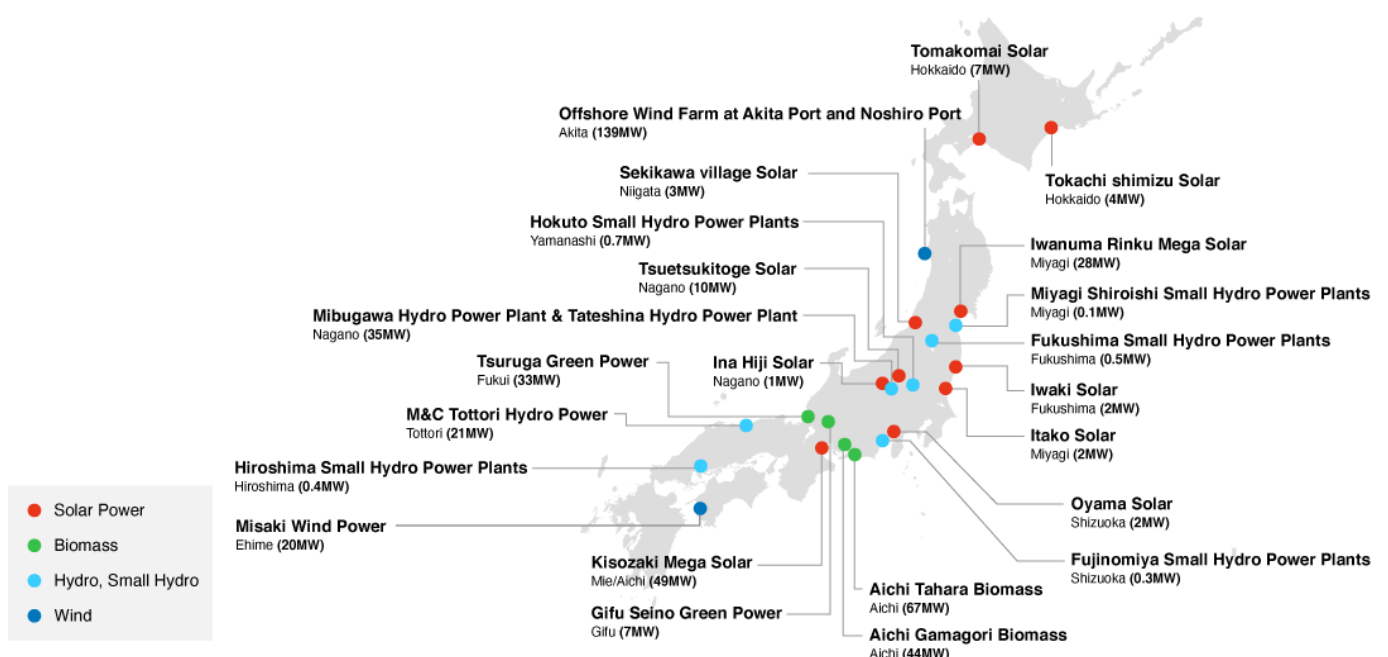 Tomakomai Solar
Hokkaido (7MW)
Offshore Wind Farm at Akita Port and Noshiro Port
Akita (139MW)
Sekikawa village Solar
Niigata (3MW)
Tokachi shimizu Solar
Hokkaido (4MW)
Hokuto Small Hydro Power Plants
Yamanashi (0.7MW)
Iwanuma Rinku Mega Solar
Miyagi (28MW)
Tsuetsukitoge Solar
Nagano (10MW)
Miyagi Shiroishi Small Hydro Power Plants
Miyagi (0.1MW)
Mibugawa Hydro Power Plant & Tateshina Hydro Power Plant
Nagano (35MW)
Fukushima Small Hydro Power Plants
Fukushima (0.5MW)
Tsuruga Green Power
Fukui (33MW)
Ina Hiji Solar
Nagano (1MW)
Iwaki Solar
Fukushima (2MW)
M&C Tottori Hydro Power
Tottori (21MW)
Itako Solar
Miyagi (2MW)
Hiroshima Small Hydro Power Plants
Hiroshima (0.4MW)
Oyama Solar
Shizuoka (2MW)
Misaki Wind Power
Ehime (20MW)
Kisozaki Mega Solar
Mie/Aichi (49MW)
Fujinomiya Small Hydro Power Plants
Shizuoka (0.3MW)
Aichi Tahara Biomass
Aichi (67MW)
Gifu Seino Green Power
Gifu (7MW)
Aichi Gamagori Biomass
Aichi (44MW)
Solar Power
Biomass
Hydro, Small Hydro
Wind